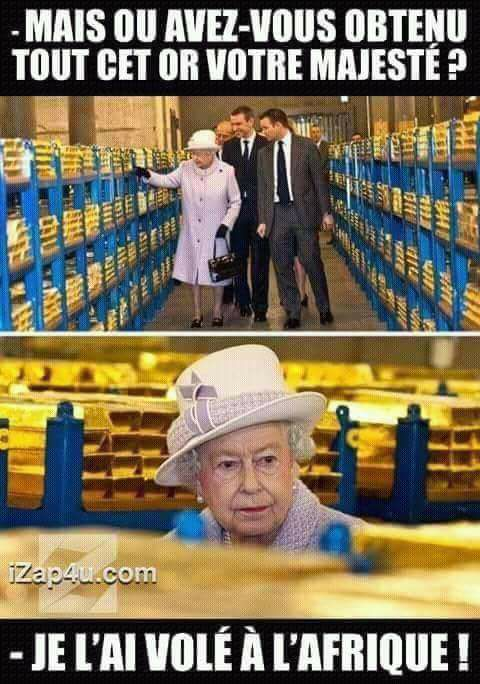 - MAIS OU AVEZ-VOUS OBTENU
TOUT CET OR VOTRE MAJESTÉ ?
iZap4u.com
- JE L'AI VOLÉ À L'AFRIQUE !